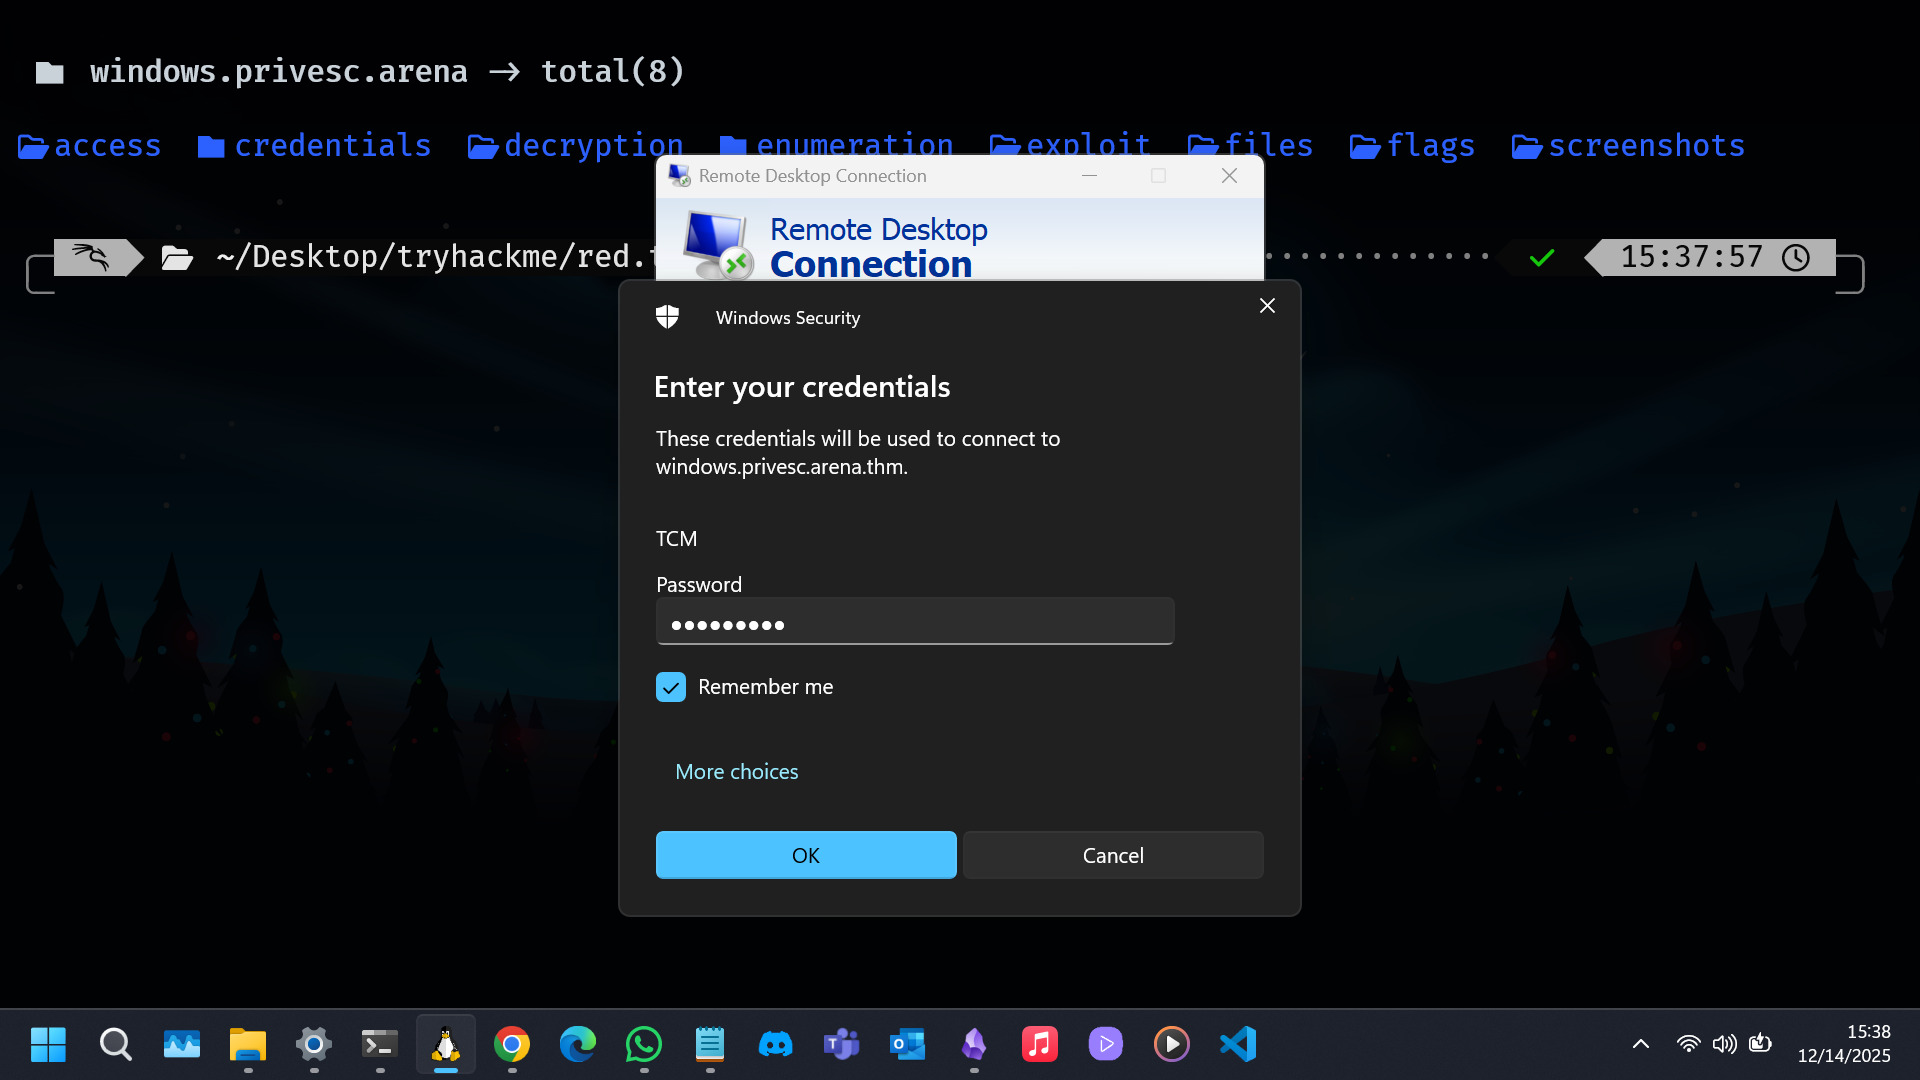 windows.privesc.arena → total(8)
access credentials decryption enumeration exploit files flags screenshots
Remote Desktop Connection
Remote Desktop
Connection
~/Desktop/tryhackme/red.t
15:37:57
Windows Security
Enter your credentials
These credentials will be used to connect to
windows.privesc.arena.thm.
TCM
Password
Remember me
More choices
OK Cancel
15:38
12/14/2025